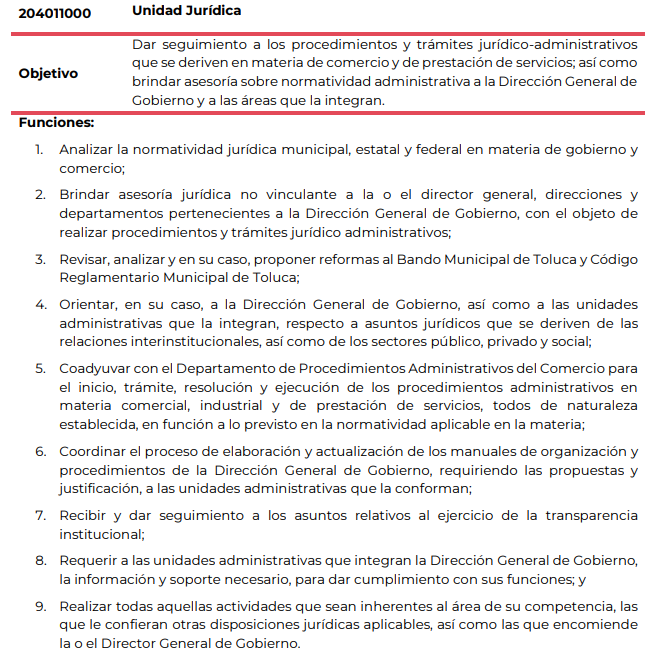 204011000
Unidad Jurídica
Objetivo
Dar seguimiento a los procedimientos y trámites jurídico-administrativos
que se deriven en materia de comercio y de prestación de servicios; así como
brindar asesoría sobre normatividad administrativa a la Dirección General de
Gobierno y a las áreas que la integran.
Funciones:
1. Analizar la normatividad jurídica municipal, estatal y federal en materia de gobierno y
comercio;
2. Brindar asesoría jurídica no vinculante a la o el director general, direcciones y
departamentos pertenecientes a la Dirección General de Gobierno, con el objeto de
realizar procedimientos y trámites jurídico administrativos;
3. Revisar, analizar y en su caso, proponer reformas al Bando Municipal de Toluca y Código
Reglamentario Municipal de Toluca;
4. Orientar, en su caso, a la Dirección General de Gobierno, así como a las unidades
administrativas que la integran, respecto a asuntos jurídicos que se deriven de las
relaciones interinstitucionales, así como de los sectores público, privado y social;
5. Coadyuvar con el Departamento de Procedimientos Administrativos del Comercio para
el inicio, trámite, resolución y ejecución de los procedimientos administrativos en
materia comercial, industrial y de prestación de servicios, todos de naturaleza
establecida, en función a lo previsto en la normatividad aplicable en la materia;
6. Coordinar el proceso de elaboración y actualización de los manuales de organización y
procedimientos de la Dirección General de Gobierno, requiriendo las propuestas y
justificación, a las unidades administrativas que la conforman;
7. Recibir y dar seguimiento a los asuntos relativos al ejercicio de la transparencia
institucional;
8. Requerir a las unidades administrativas que integran la Dirección General de Gobierno,
la información y soporte necesario, para dar cumplimiento con sus funciones; y
9. Realizar todas aquellas actividades que sean inherentes al área de su competencia, las
que le confieran otras disposiciones jurídicas aplicables, así como las que encomiende
la o el Director General de Gobierno.